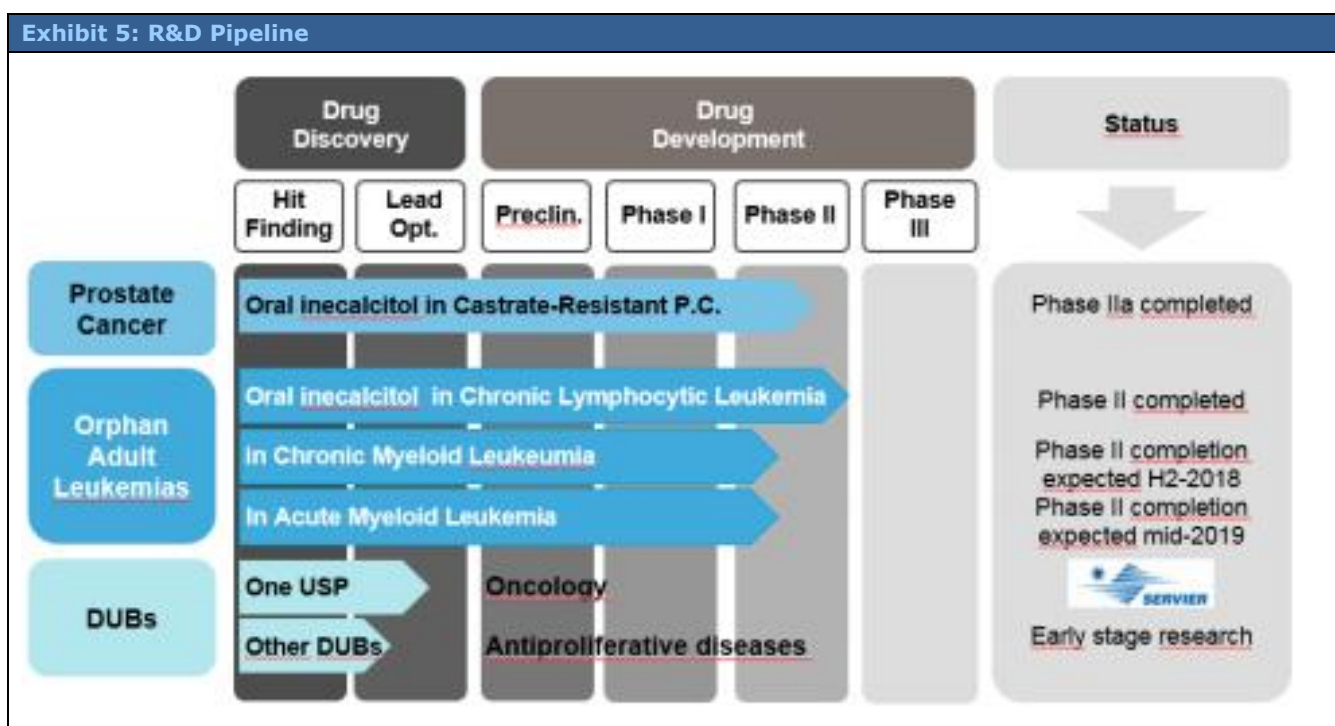 Exhibit 5: R&D Pipeline
Drug
Discovery
Drug
Development
Status
Hit
Finding
Lead
Opt.
Preclin.
Phase I
Phase II
Phase
III
Prostate
Cancer
Oral inecalcitol in Castrate-Resistant P.C.
Phase IIa completed
Orphan
Adult
Leukemias
Oral inecalcitol in Chronic Lymphocytic Leukemia
Phase II completed
in Chronic Myeloid Leukeumia
Phase II completion
expected H2-2018
In Acute Myeloid Leukemia
Phase II completion
expected mid-2019
DUBs
One USP
Oncology
SERVIER
Other DUBs
Antiproliferative diseases
Early stage research